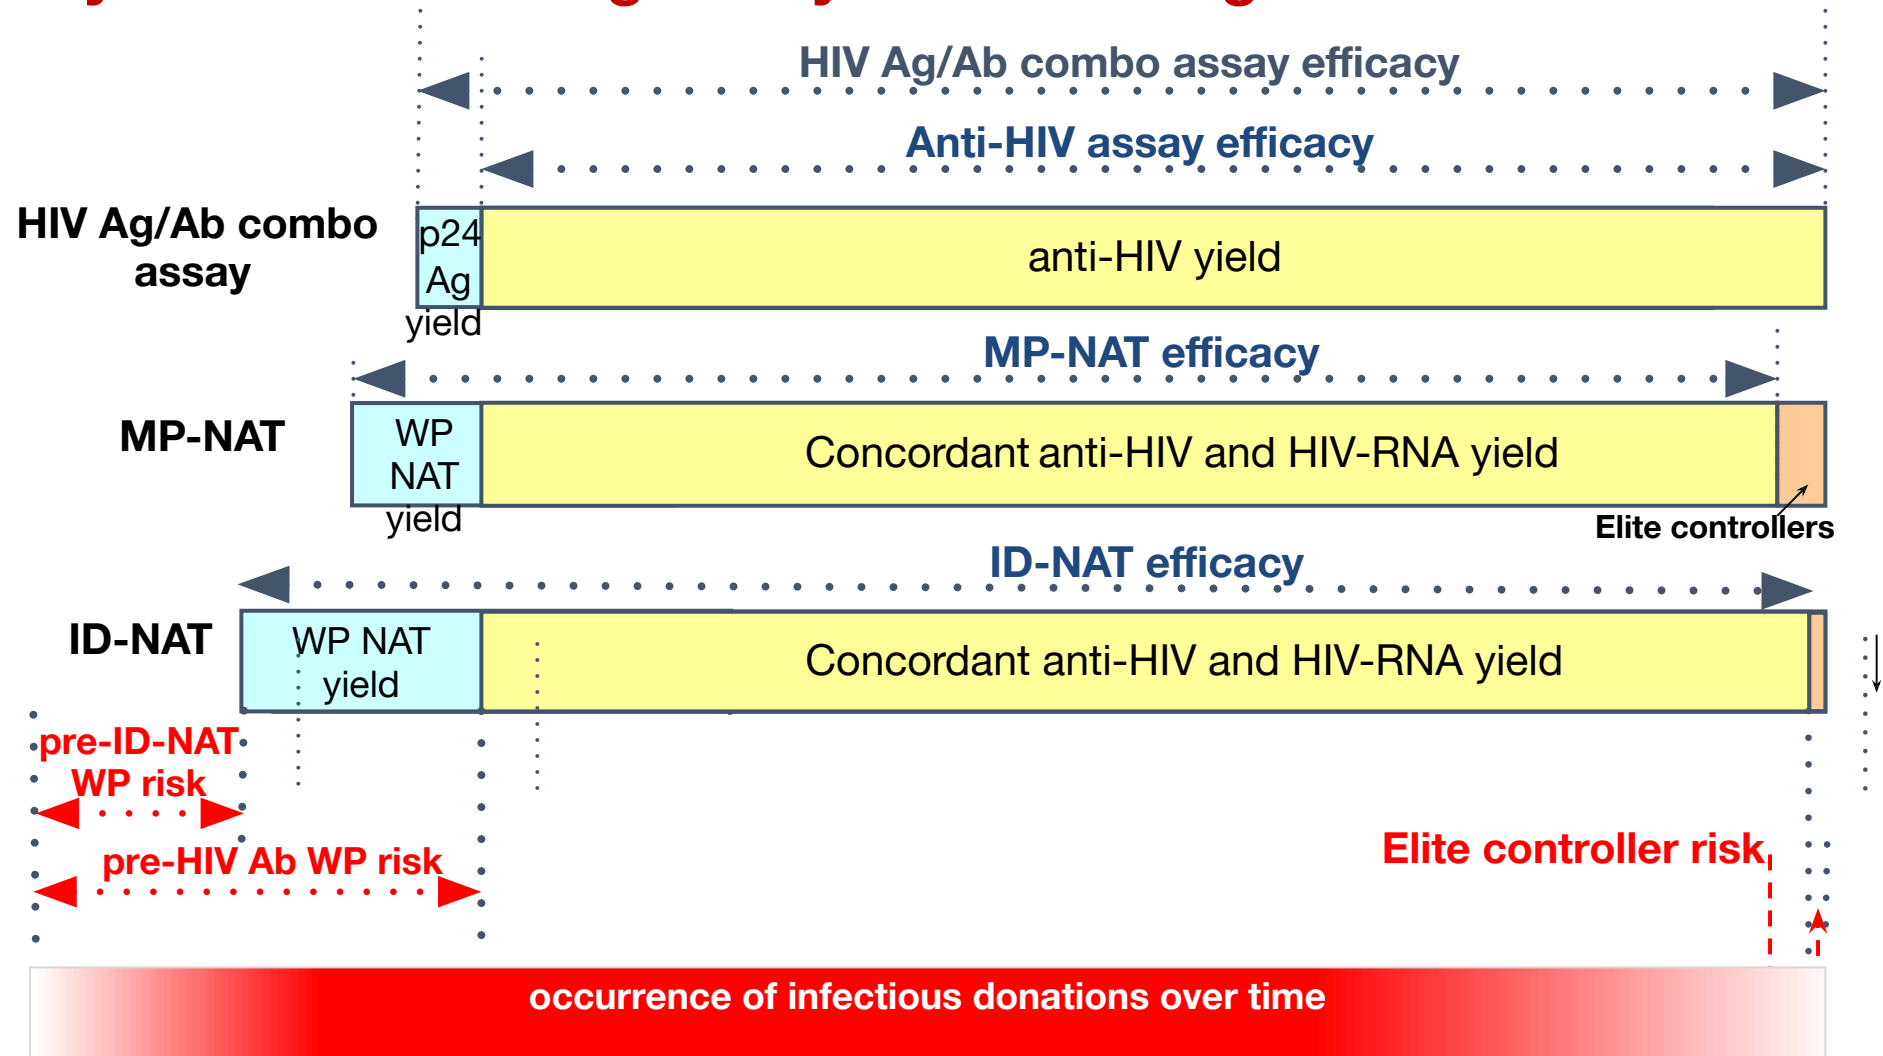 HIV Ag/Ab combo assay efficacy
Anti-HIV assay efficacy
HIV Ag/Ab combo
assay
p24
Ag
yield
anti-HIV yield
MP-NAT efficacy
MP-NAT
WP
NAT
yield
Concordant anti-HIV and HIV-RNA yield
Elite controllers
ID-NAT efficacy
ID-NAT
WP NAT
yield
Concordant anti-HIV and HIV-RNA yield
pre-ID-NAT
WP risk
pre-HIV Ab WP risk
Elite controller risk
occurrence of infectious donations over time